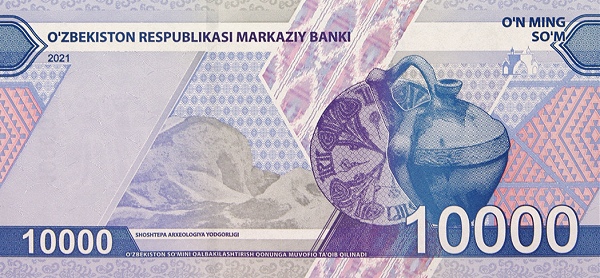 O'ZBEKISTON RESPUBLIKASI MARKAZIY BANKI
O'N MING
SO'M
2021
SHOSHTEPA ARXEOLOGIYA YODGORLIGI
10000
10000
O'ZBEKISTON SO'MINI QALBAKILASHTIRISH QONUNGA MUVOFIQ TA'QIB QILINADI